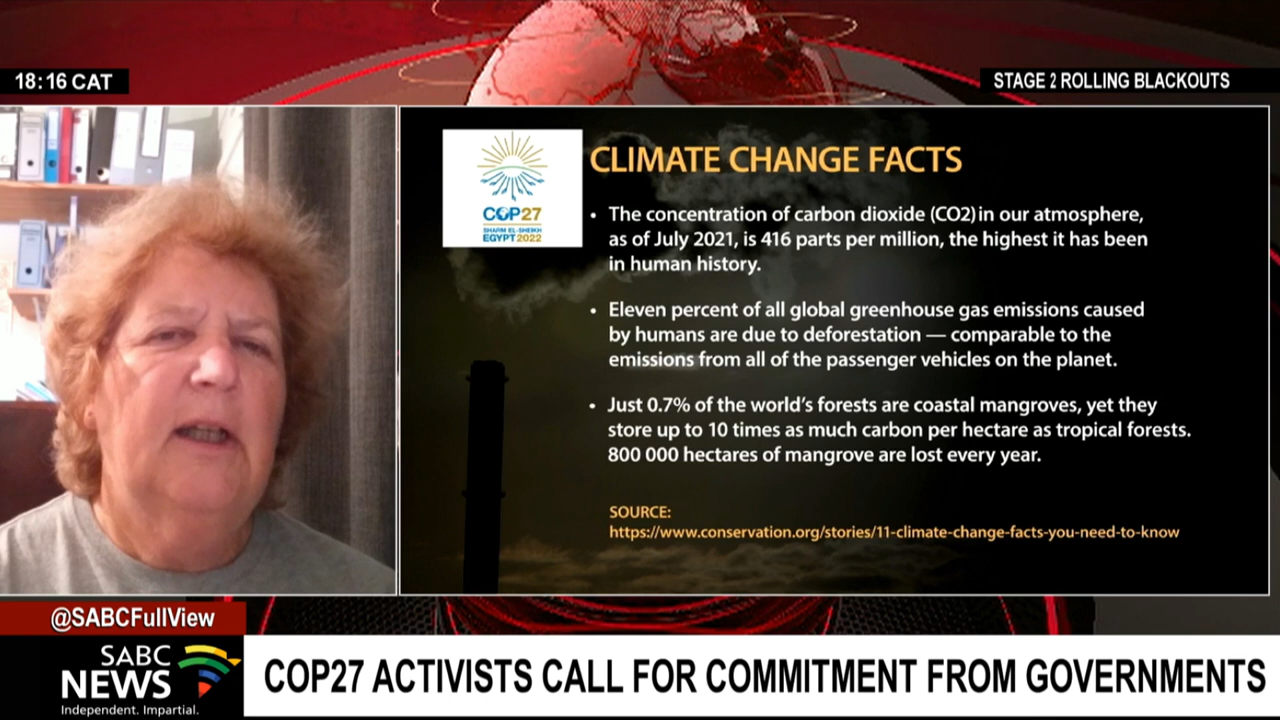 18:16 CAT
STAGE 2 ROLLING BLACKOUTS
COP27
SHARM EL-SHEIKH
EGYPT 2022
CLIMATE CHANGE FACTS
• The concentration of carbon dioxide (CO2) in our atmosphere,
as of July 2021, is 416 parts per million, the highest it has been
in human history.
• Eleven percent of all global greenhouse gas emissions caused
by humans are due to deforestation — comparable to the
emissions from all of the passenger vehicles on the planet.
• Just 0.7% of the world's forests are coastal mangroves, yet they
store up to 10 times as much carbon per hectare as tropical forests.
800 000 hectares of mangrove are lost every year.
SOURCE:
https://www.conservation.org/stories/11-climate-change-facts-you-need-to-know
@SABCFullView
SABC
NEWS
Independent. Impartial.
COP27 ACTIVISTS CALL FOR COMMITMENT FROM GOVERNMENTS